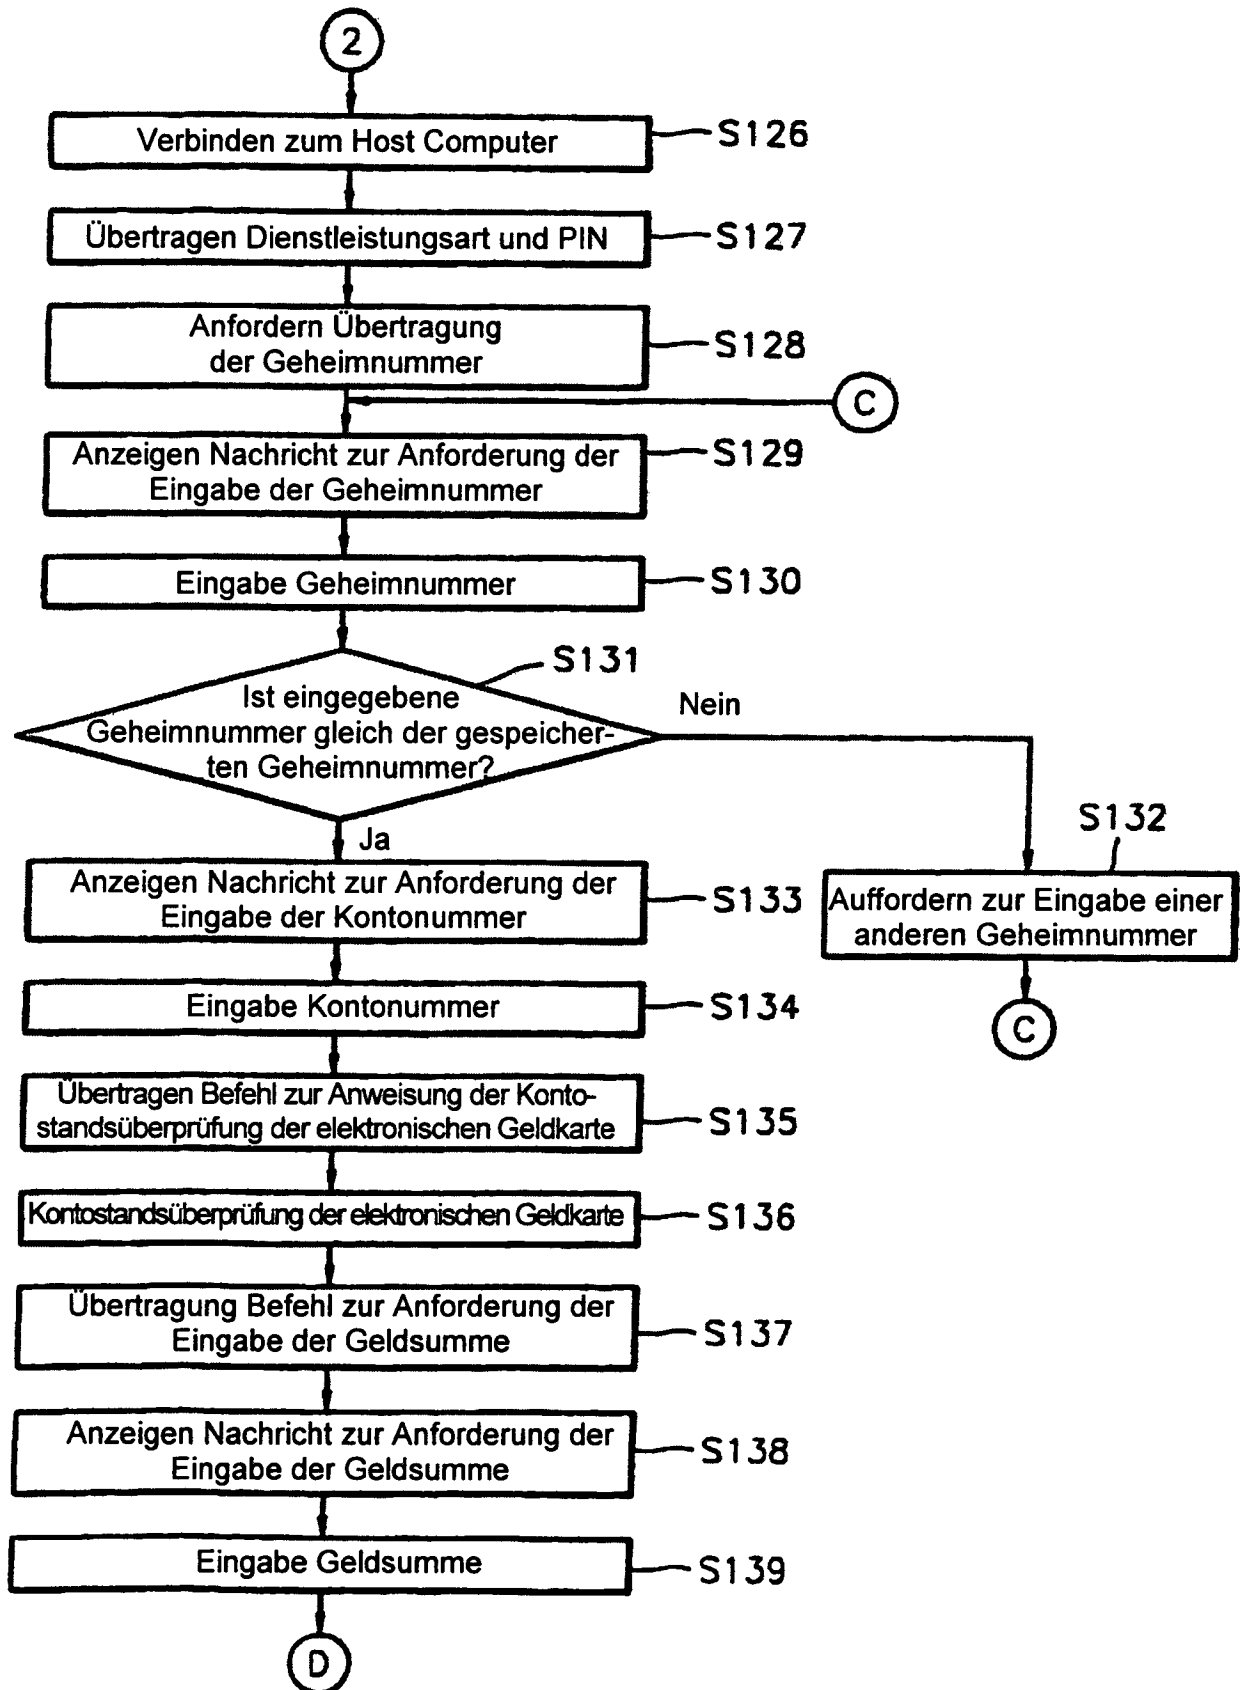 2
Verbinden zum Host Computer
S126
Übertragen Dienstleistungsart und PIN
S127
Anfordern Übertragung
der Geheimnummer
S128
C
Anzeigen Nachricht zur Anforderung der
Eingabe der Geheimnummer
S129
Eingabe Geheimnummer
S130
S131
Ist eingegebene
Geheimnummer gleich der gespeicher-
ten Geheimnummer?
Nein
Ja
S132
Auffordern zur Eingabe einer
anderen Geheimnummer
C
Anzeigen Nachricht zur Anforderung der
Eingabe der Kontonummer
S133
Eingabe Kontonummer
S134
Übertragen Befehl zur Anweisung der Konto-
standsüberprüfung der elektronischen Geldkarte
S135
Kontostandsüberprüfung der elektronischen Geldkarte
S136
Übertragung Befehl zur Anforderung der
Eingabe der Geldsumme
S137
Anzeigen Nachricht zur Anforderung der
Eingabe der Geldsumme
S138
Eingabe Geldsumme
S139
D